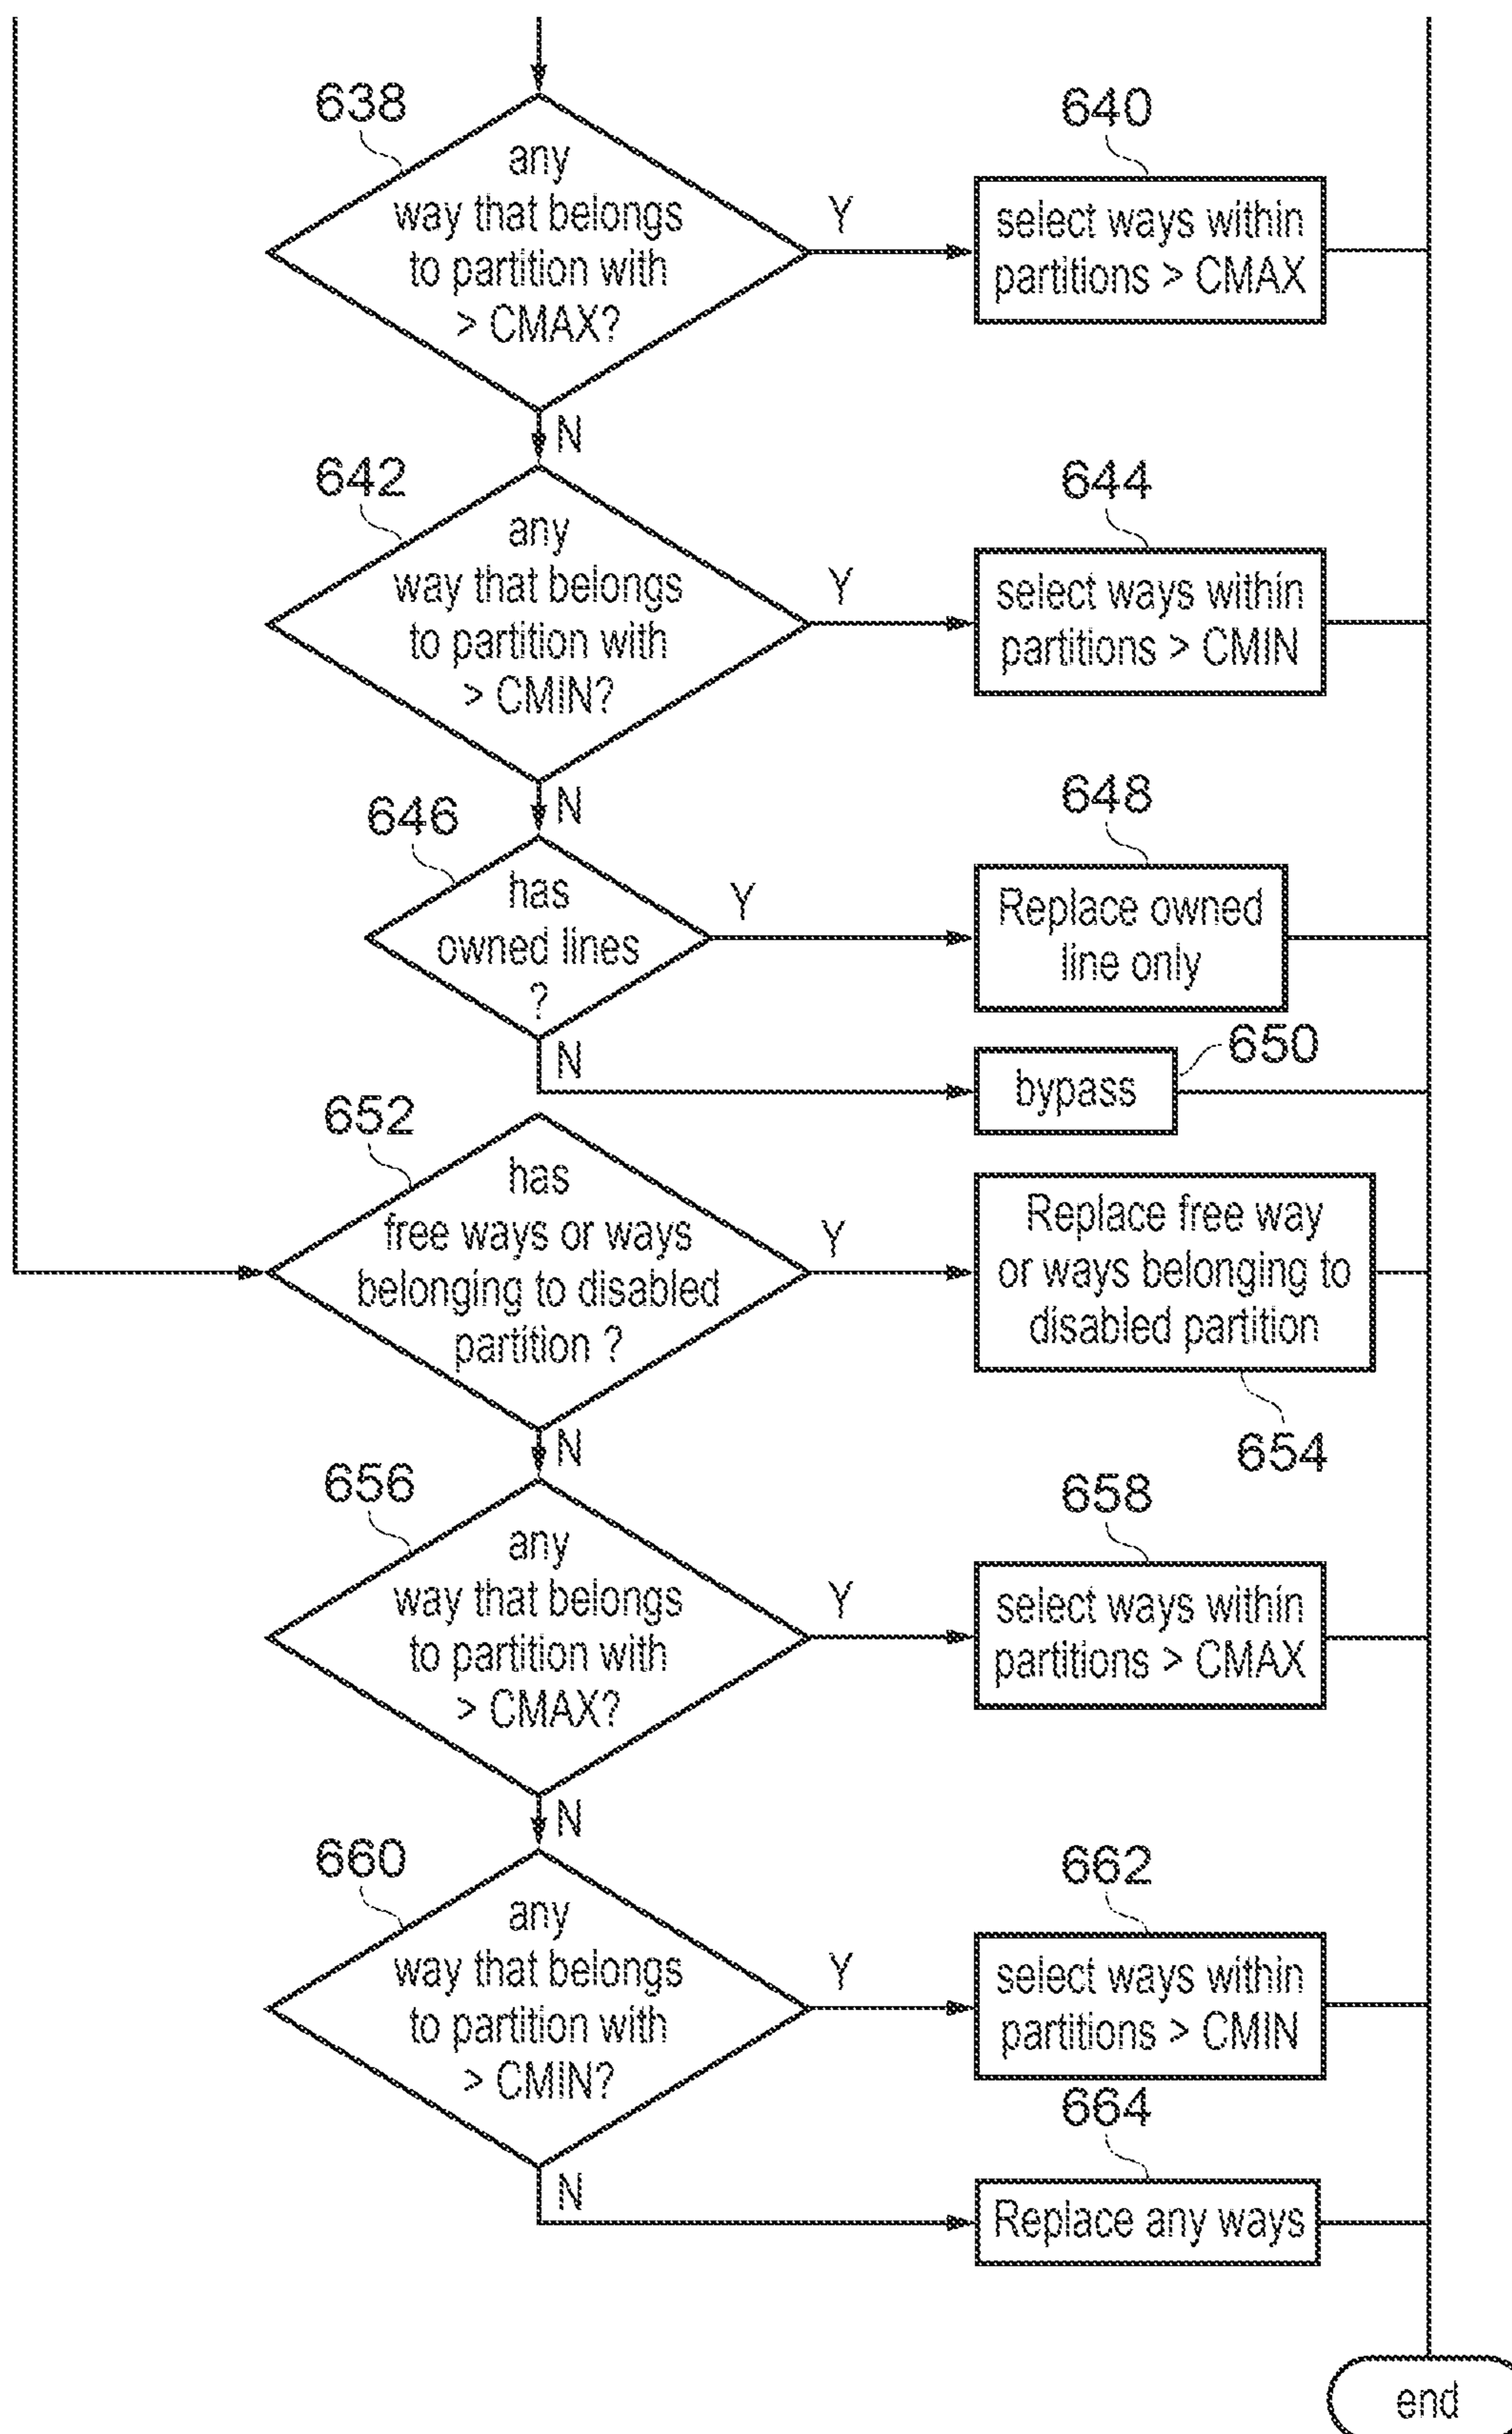 638
any
way that belongs
to partition with
> CMAX?
Y
640
select ways within
partitions > CMAX
N
642
any
way that belongs
to partition with
> CMIN?
Y
644
select ways within
partitions > CMIN
N
646
has
owned lines
?
Y
648
Replace owned
line only
N
650
bypass
652
has
free ways or ways
belonging to disabled
partition ?
Y
Replace free way
or ways belonging to
disabled partition
654
N
656
any
way that belongs
to partition with
> CMAX?
Y
658
select ways within
partitions > CMAX
N
660
any
way that belongs
to partition with
> CMIN?
Y
662
select ways within
partitions > CMIN
N
664
Replace any ways
end